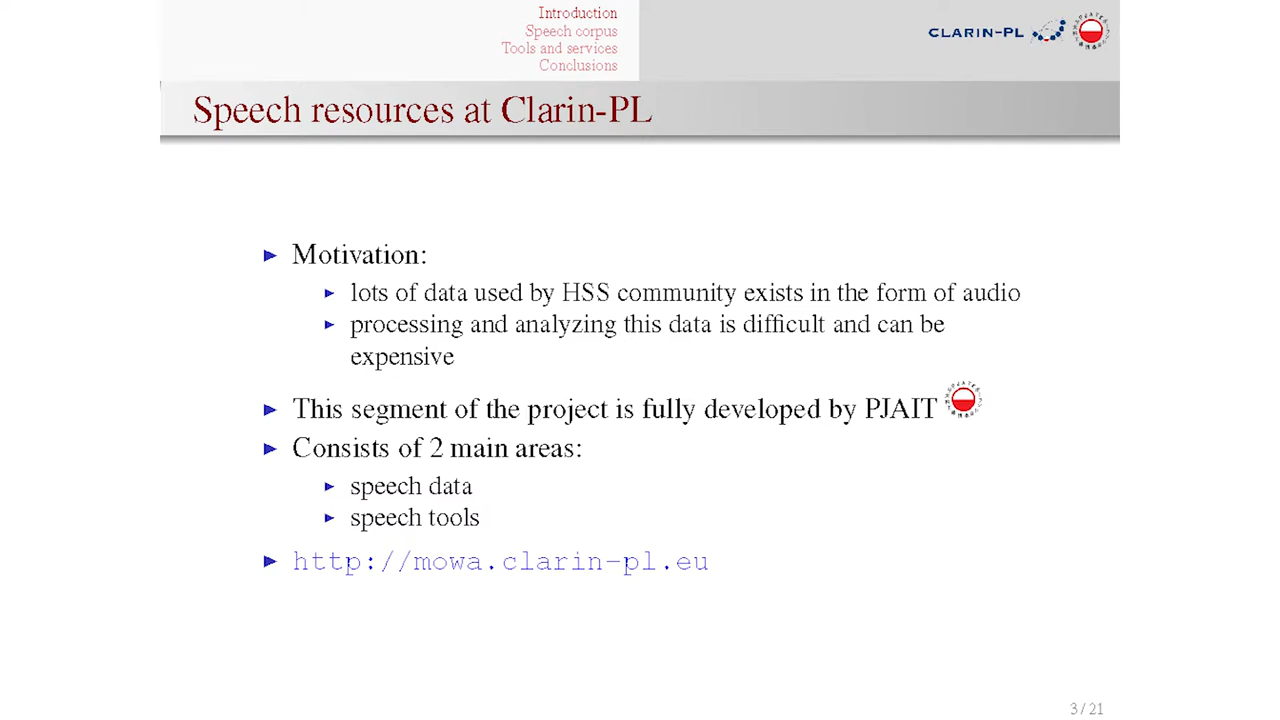 Introduction
Speech corpus
Tools and services
Conclusions
CLARIN-PL
Speech resources at Clarin-PL
Motivation:
lots of data used by HSS community exists in the form of audio
processing and analyzing this data is difficult and can be
expensive
This segment of the project is fully developed by PJAIT
Consists of 2 main areas:
speech data
speech tools
http://mowa.clarin-pl.eu
3 / 21